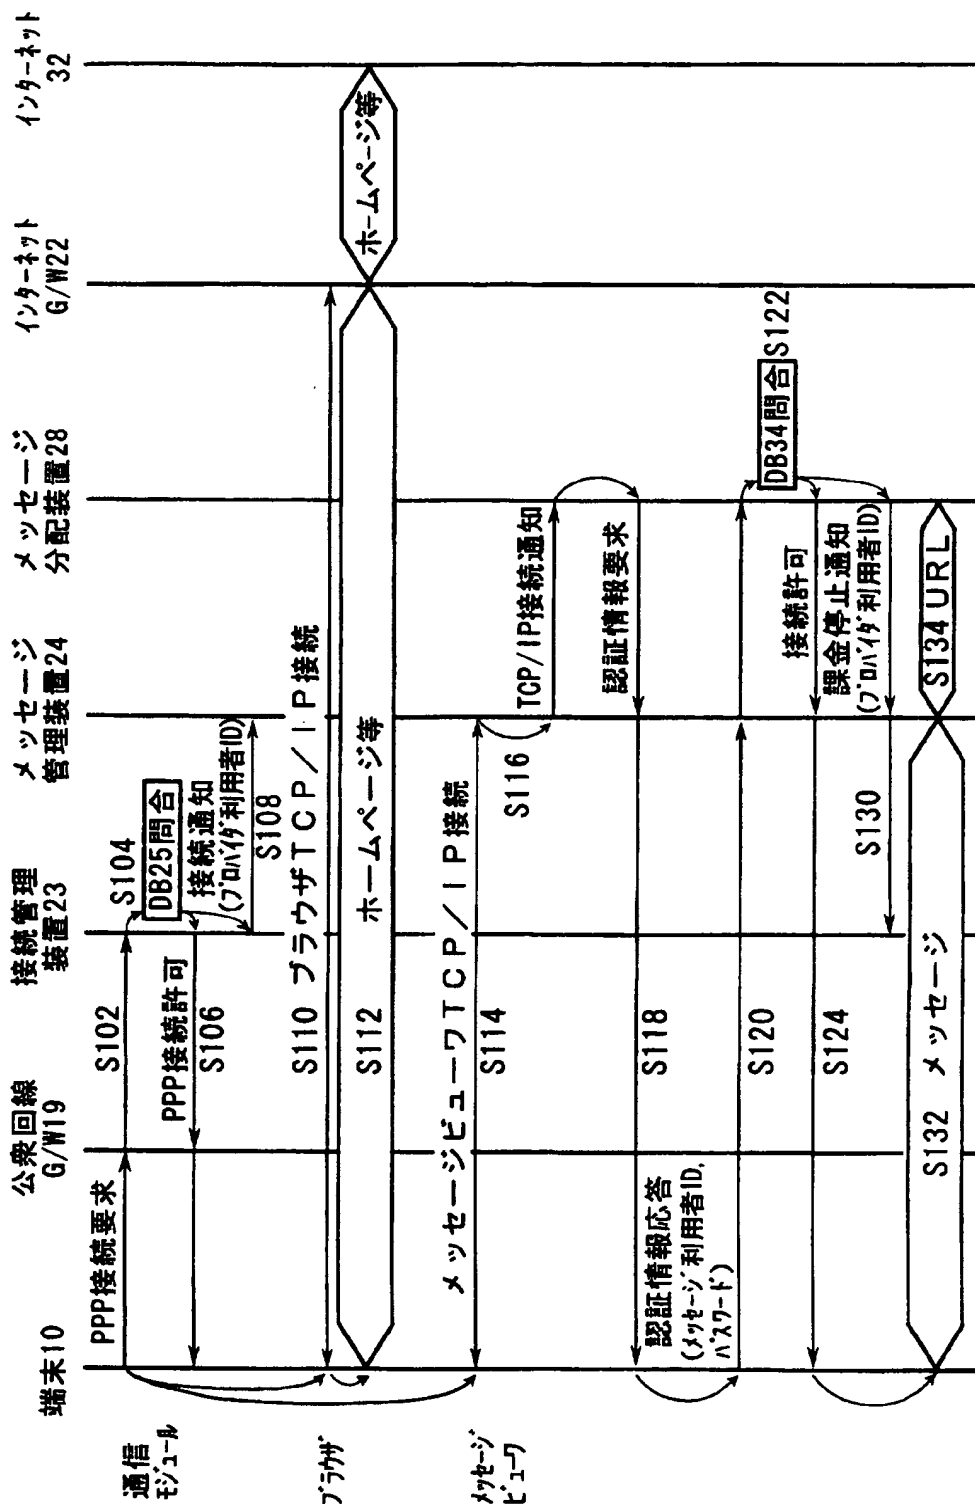 端末10
公衆回線
G/W19
接続管理
装置23
メッセージ
管理装置24
メッセージ
分配装置28
インターネット
G/W22
インターネット
32
通信
モジュール
PPP接続要求
S102
S104
DB25問合
PPP接続許可
S106
接続通知
(プロバイダ利用者ID)
S108
ブラウザ
S110 ブラウザTCP/IP接続
S112
ホームページ等
ホームページ等
メッセージ
ビューワ
メッセージビューワTCP/IP接続
S114
S116
TCP/IP接続通知
認証情報要求
S118
認証情報応答
(メッセージ利用者ID,
パスワード)
S120
DB34問合
S122
接続許可
S124
課金停止通知
(プロバイダ利用者ID)
S130
S132 メッセージ
S134 URL